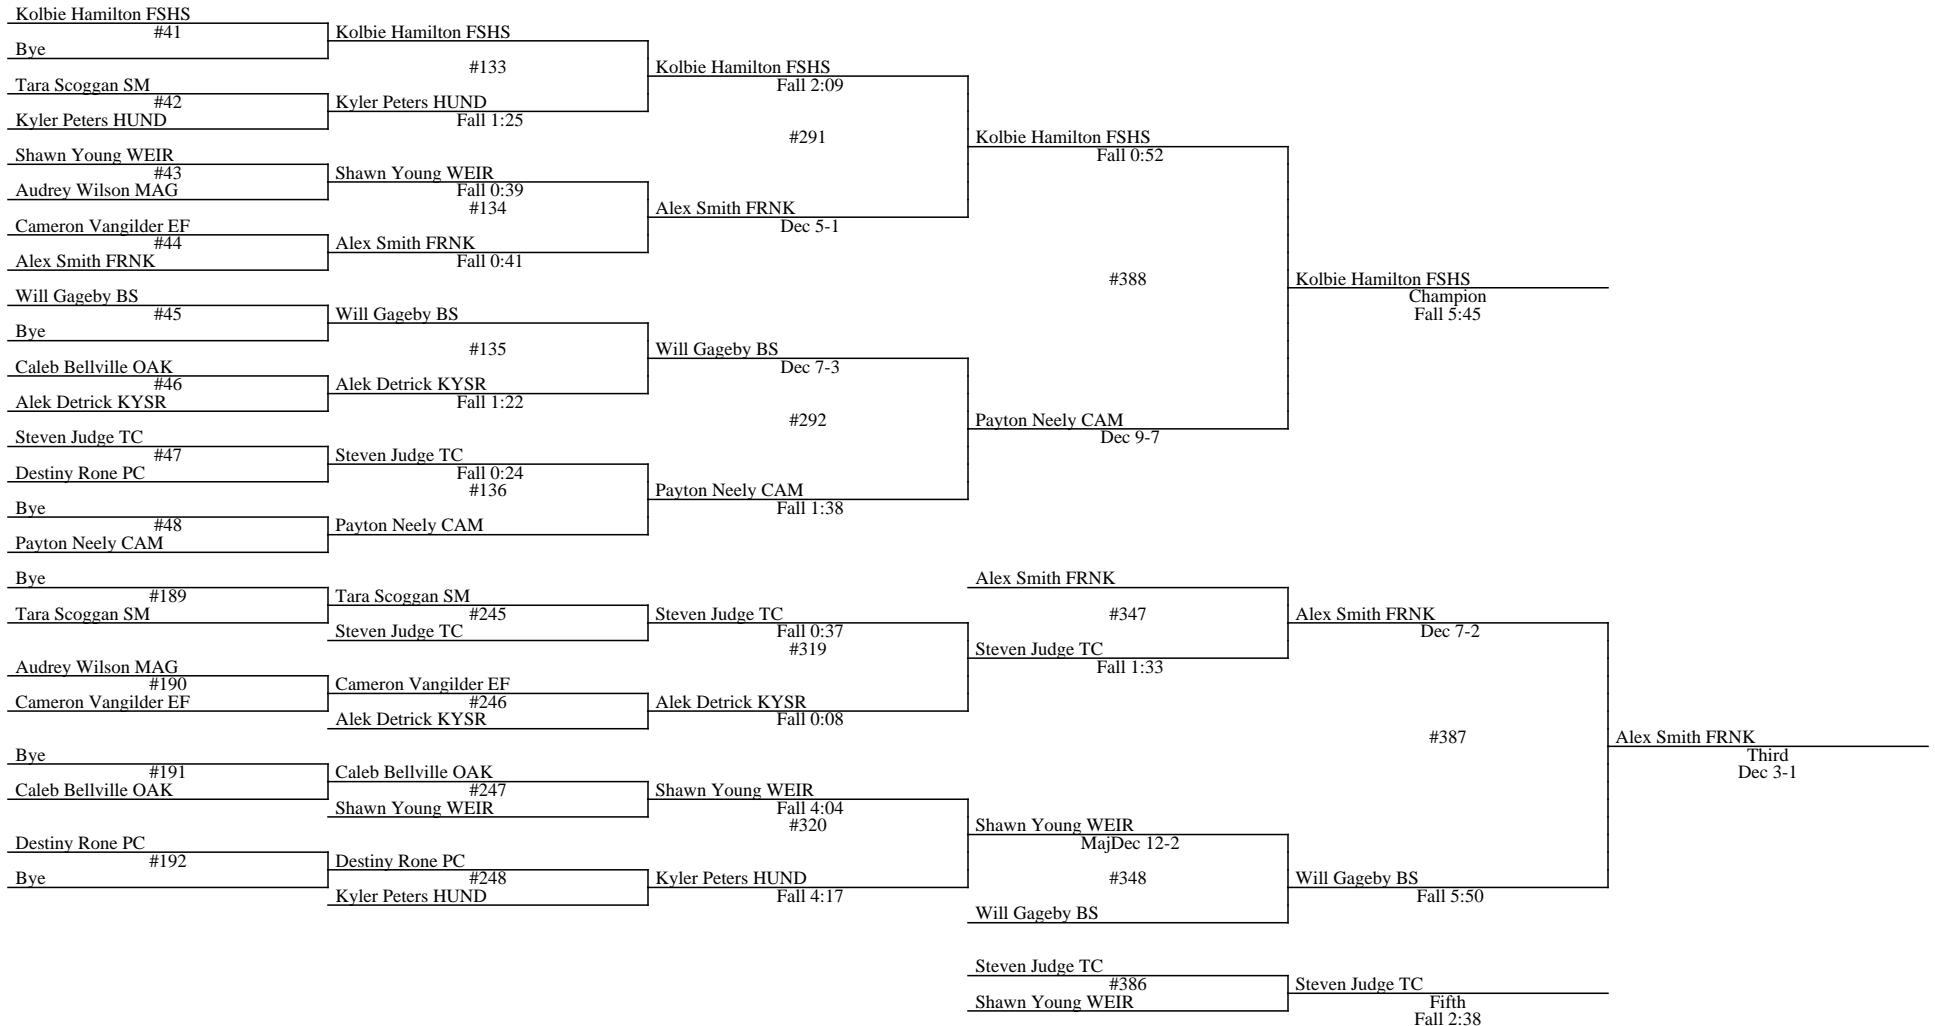 Kolbie Hamilton FSHS
#41
Kolbie Hamilton FSHS
Bye
#133
Kolbie Hamilton FSHS
Fall 2:09
Tara Scoggan SM
#42
Kyler Peters HUND
Kyler Peters HUND
Fall 1:25
#291
Kolbie Hamilton FSHS
Fall 0:52
Shawn Young WEIR
#43
Shawn Young WEIR
Audrey Wilson MAG
Fall 0:39
#134
Alex Smith FRNK
Dec 5-1
Cameron Vangilder EF
#44
Alex Smith FRNK
Alex Smith FRNK
Fall 0:41
#388
Kolbie Hamilton FSHS
Champion
Fall 5:45
Will Gageby BS
#45
Will Gageby BS
Bye
#135
Will Gageby BS
Dec 7-3
Caleb Bellville OAK
#46
Alek Detrick KYSR
Alek Detrick KYSR
Fall 1:22
#292
Payton Neely CAM
Dec 9-7
Steven Judge TC
#47
Steven Judge TC
Destiny Rone PC
Fall 0:24
#136
Payton Neely CAM
Fall 1:38
Bye
#48
Payton Neely CAM
Payton Neely CAM
Bye
#189
Tara Scoggan SM
Tara Scoggan SM
#245
Steven Judge TC
Steven Judge TC
Fall 0:37
#319
Alex Smith FRNK
#347
Alex Smith FRNK
Dec 7-2
Steven Judge TC
Fall 1:33
Audrey Wilson MAG
#190
Cameron Vangilder EF
Cameron Vangilder EF
#246
Alek Detrick KYSR
Alek Detrick KYSR
Fall 0:08
#387
Alex Smith FRNK
Third
Dec 3-1
Bye
#191
Caleb Bellville OAK
Caleb Bellville OAK
#247
Shawn Young WEIR
Shawn Young WEIR
Fall 4:04
#320
Shawn Young WEIR
MajDec 12-2
Destiny Rone PC
#192
Destiny Rone PC
Bye
#248
Kyler Peters HUND
Kyler Peters HUND
Fall 4:17
#348
Will Gageby BS
Fall 5:50
Will Gageby BS
Steven Judge TC
#386
Steven Judge TC
Shawn Young WEIR
Fifth
Fall 2:38